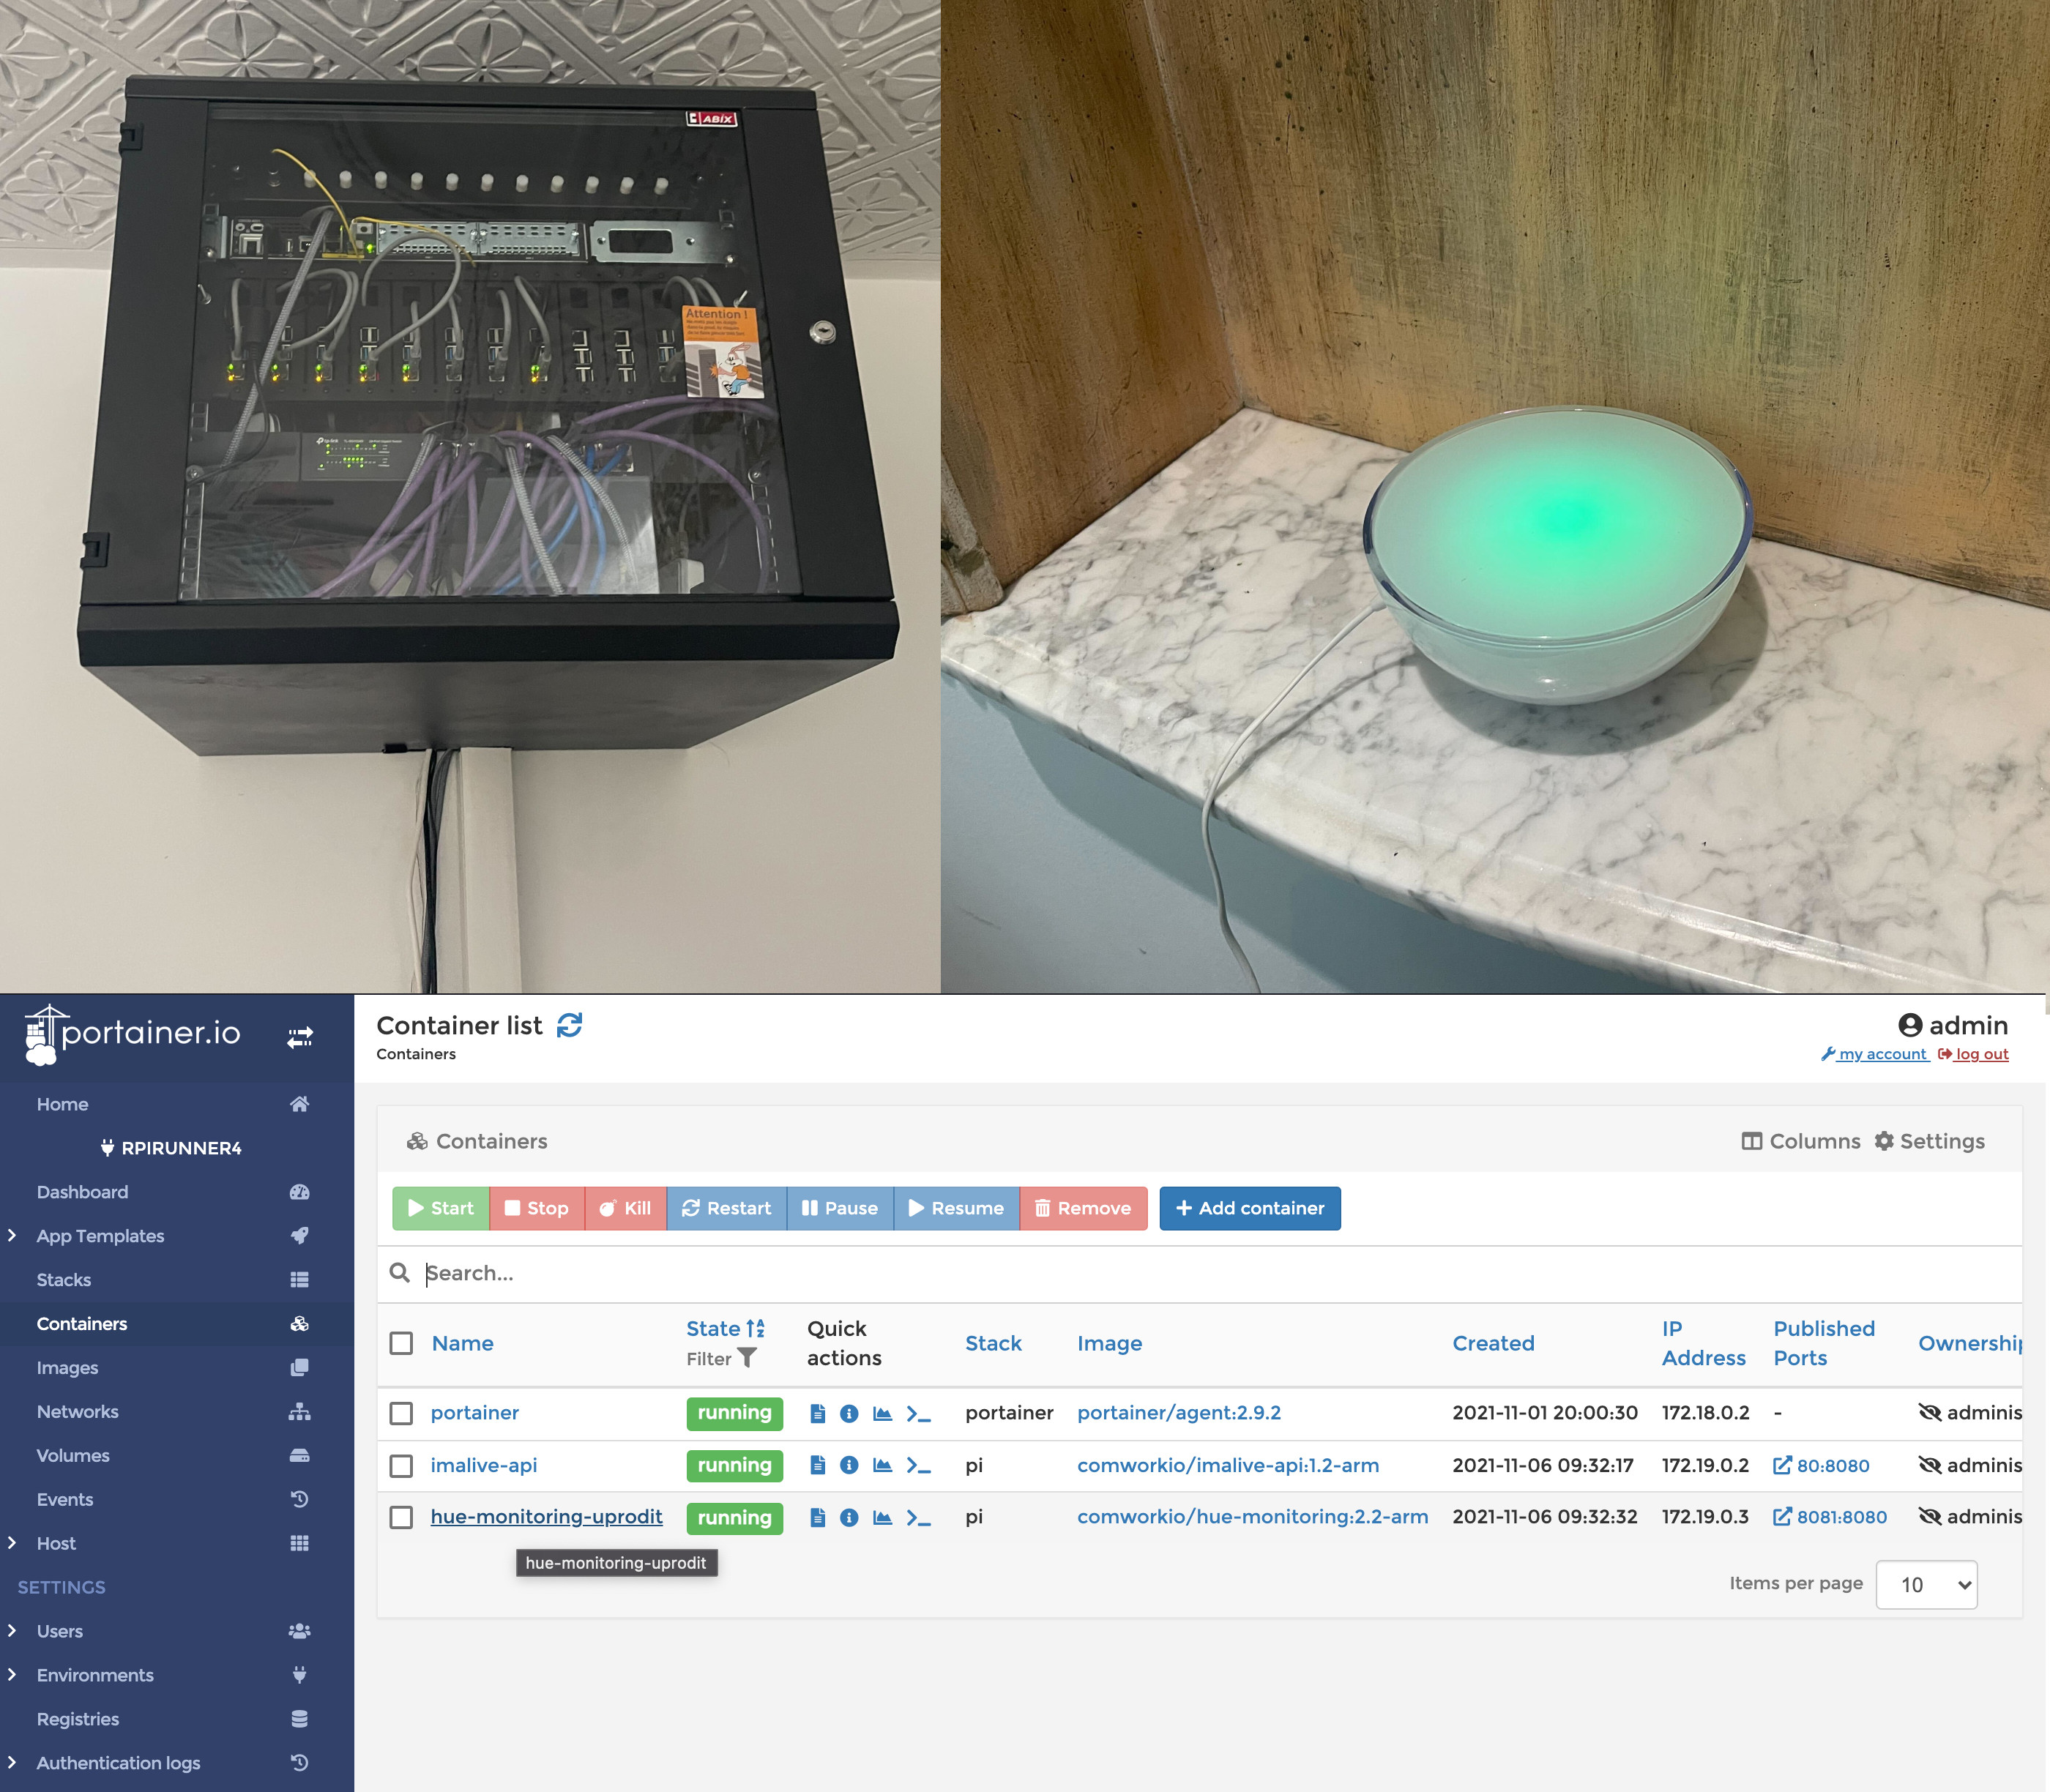 ABIX
Attention !
tp-link
portainer.io
Home
RPIRUNNER4
Dashboard
App Templates
Stacks
Containers
Images
Networks
Volumes
Events
Host
SETTINGS
Users
Environments
Registries
Authentication logs
Container list
Containers
admin
my account log out
Containers
Columns Settings
Start Stop Kill Restart Pause Resume Remove Add container
Search...
Name State Filter Quick actions Stack Image Created IP Address Published Ports Ownership
portainer running portainer portainer/agent:2.9.2 2021-11-01 20:00:30 172.18.0.2 - adminis
imalive-api running pi comworkio/imalive-api:1.2-arm 2021-11-06 09:32:17 172.19.0.2 80:8080 adminis
hue-monitoring-uprodit running pi comworkio/hue-monitoring:2.2-arm 2021-11-06 09:32:32 172.19.0.3 8081:8080 adminis
hue-monitoring-uprodit
Items per page 10